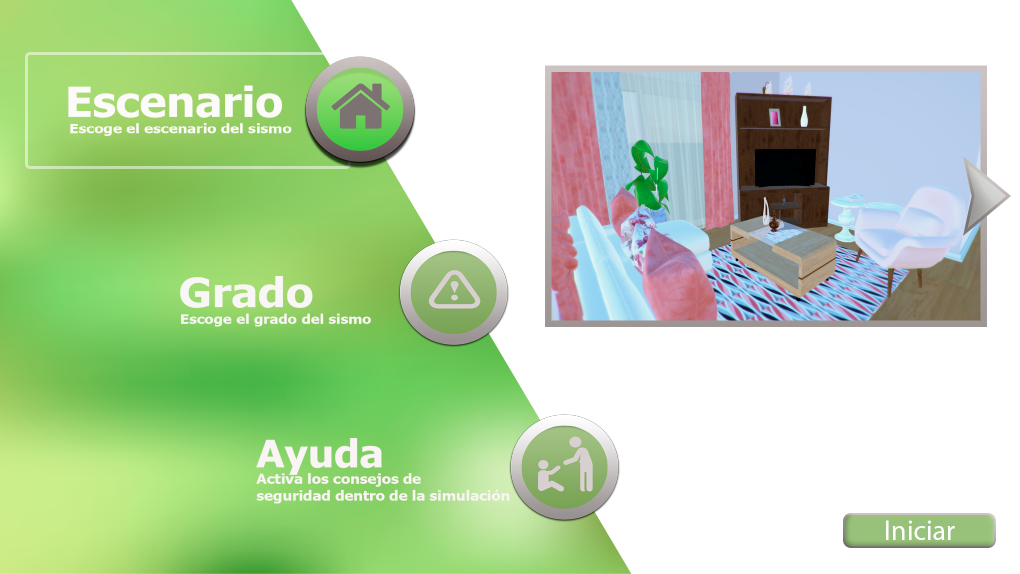 Escenario
Escoge el escenario del sismo
Grado
Escoge el grado del sismo
Ayuda
Activa los consejos de
seguridad dentro de la simulación
Iniciar